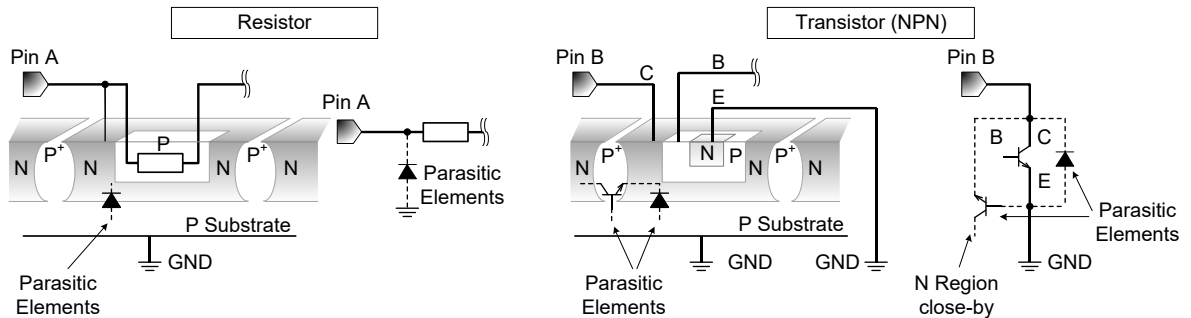 Resistor
Pin A
N
P+
N
P
N
P+
N
P Substrate
GND
Parasitic
Elements
Pin A
Parasitic
Elements
Transistor (NPN)
Pin B
C
B
E
N
P+
N
N
P
N
P+
N
P Substrate
GND
GND
Parasitic
Elements
Pin B
B
C
E
Parasitic
Elements
GND
N Region
close-by